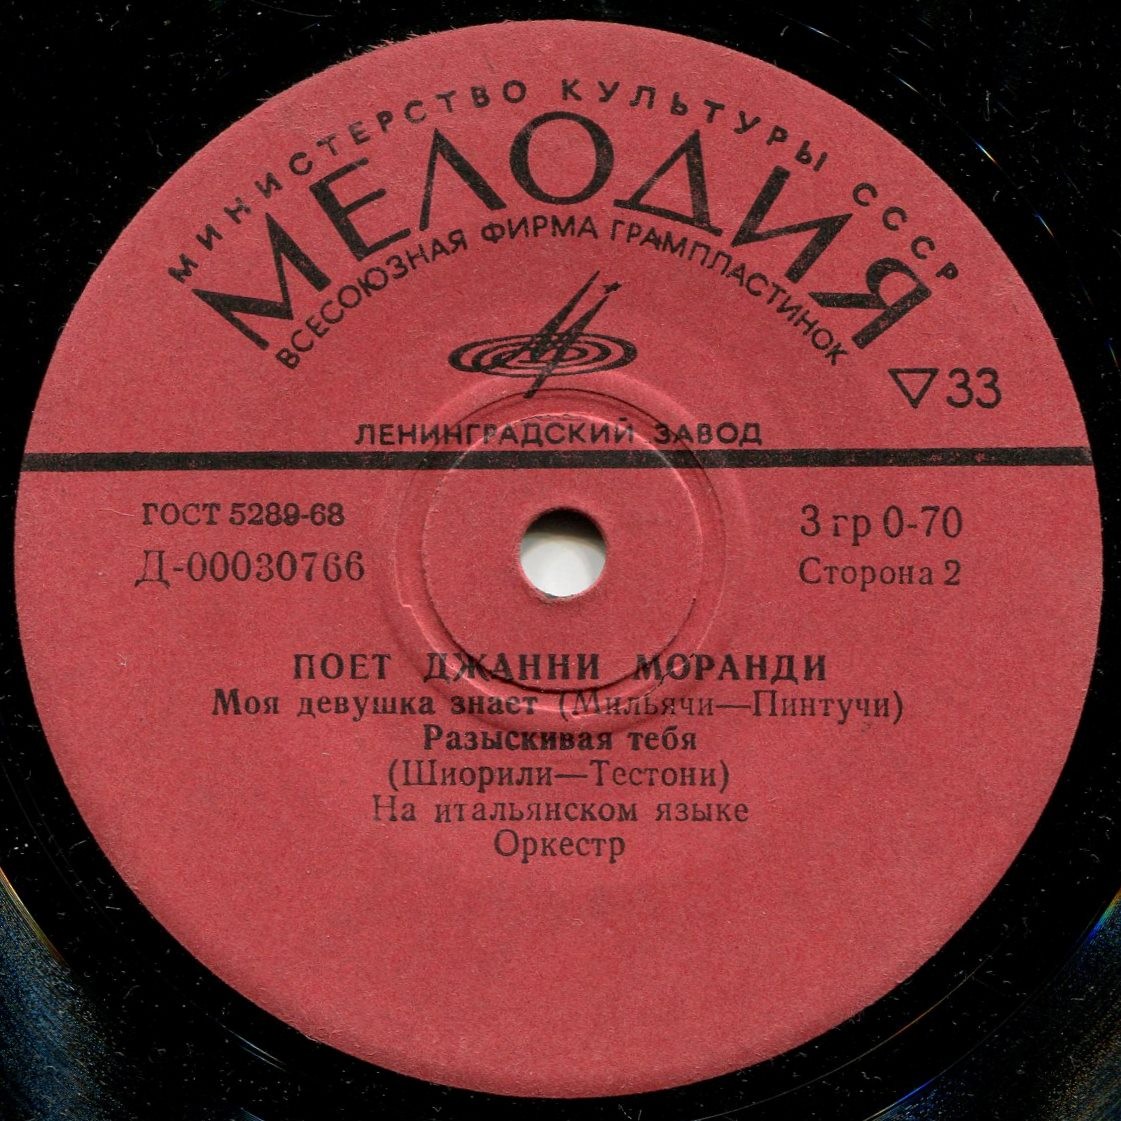 МИНИСТЕРСТВО КУЛЬТУРЫ СССР
МЕЛОДИЯ
ВСЕСОЮЗНАЯ ФИРМА ГРАМПЛАСТИНОК
33
ЛЕНИНГРАДСКИЙ ЗАВОД
ГОСТ 5289-68
3 гр 0-70
Д-00030766
Сторона 2
ПОЕТ ДЖАННИ МОРАНДИ
Моя девушка знает (Мильячи—Пинтучи)
Разыскивая тебя
(Шиорили—Тестони)
На итальянском языке
Оркестр